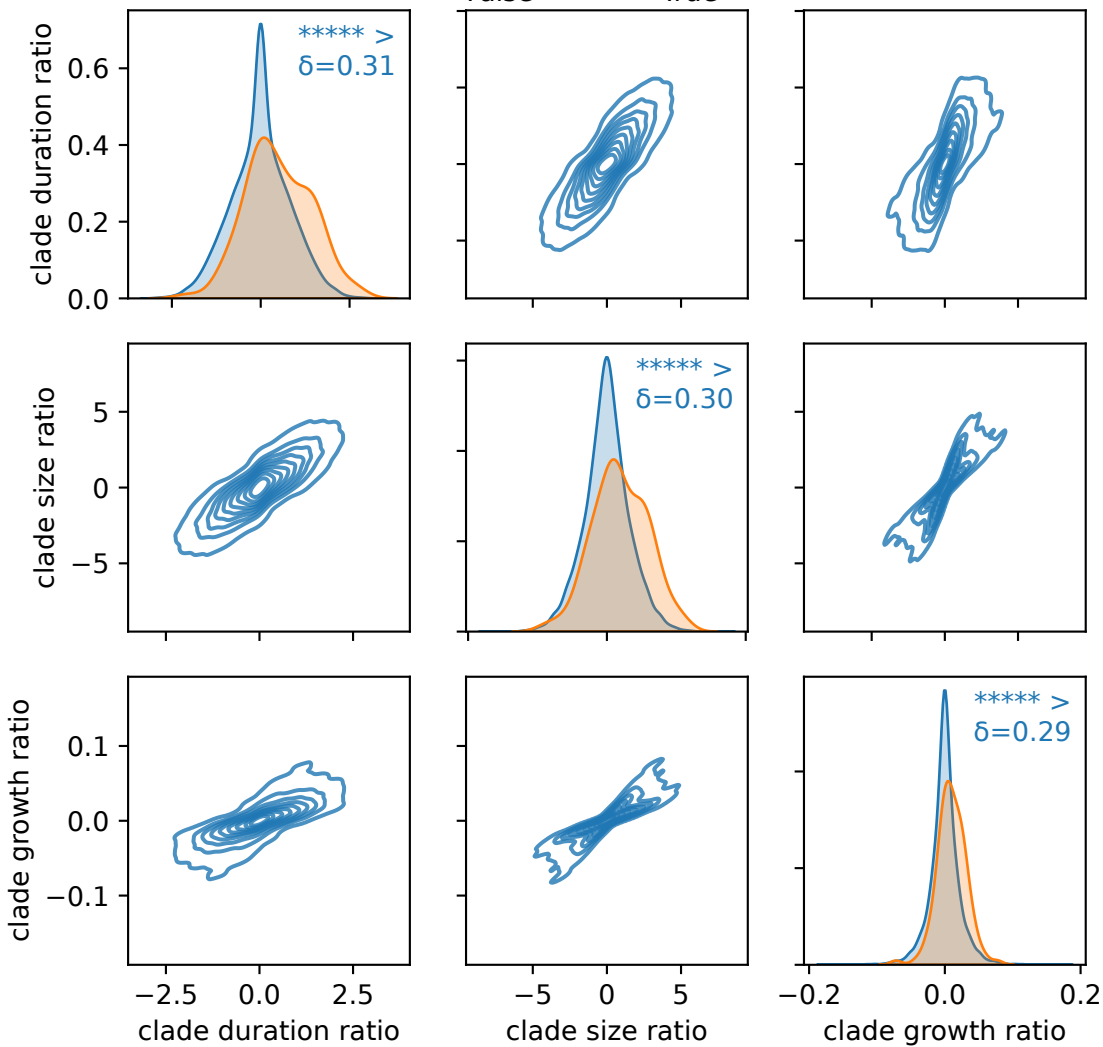 ***** >
δ=0.31
clade duration ratio
0.6
0.4
0.2
0.0
***** >
δ=0.30
clade size ratio
5
0
−5
***** >
δ=0.29
clade growth ratio
0.1
0.0
−0.1
−2.5 0.0 2.5
−5 0 5
−0.2 0.0 0.2
clade duration ratio
clade size ratio
clade growth ratio